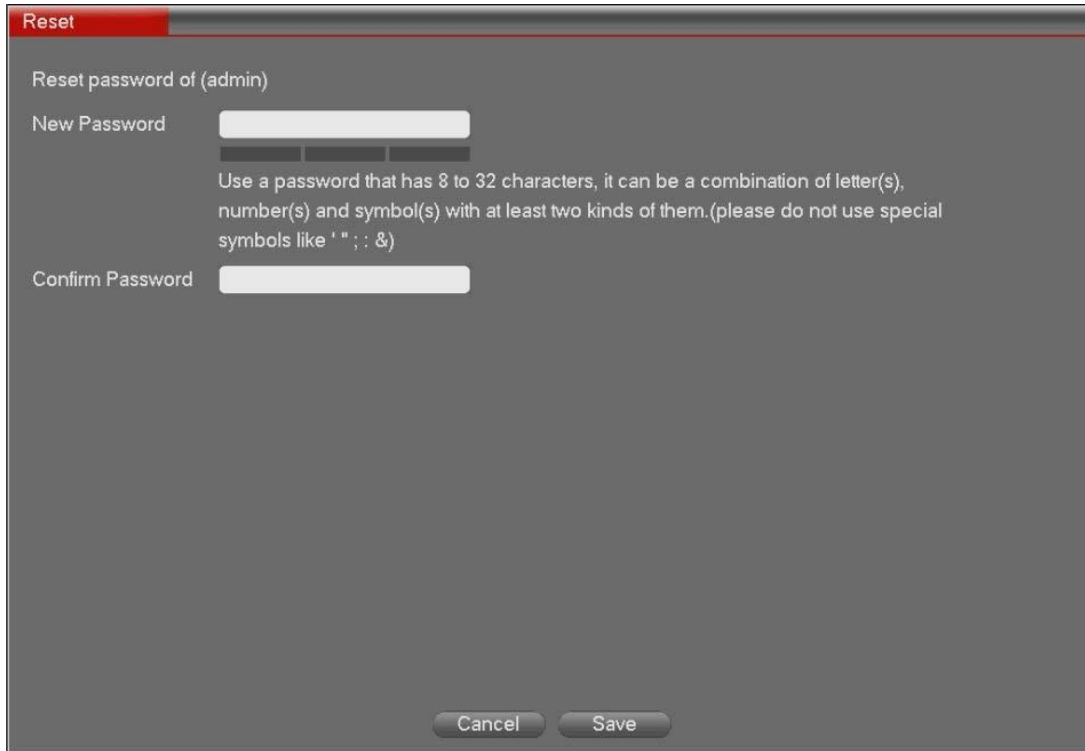 Reset
Reset password of (admin)
New Password
Use a password that has 8 to 32 characters, it can be a combination of letter(s),
number(s) and symbol(s) with at least two kinds of them.(please do not use special
symbols like ' " ; : &)
Confirm Password
Cancel Save